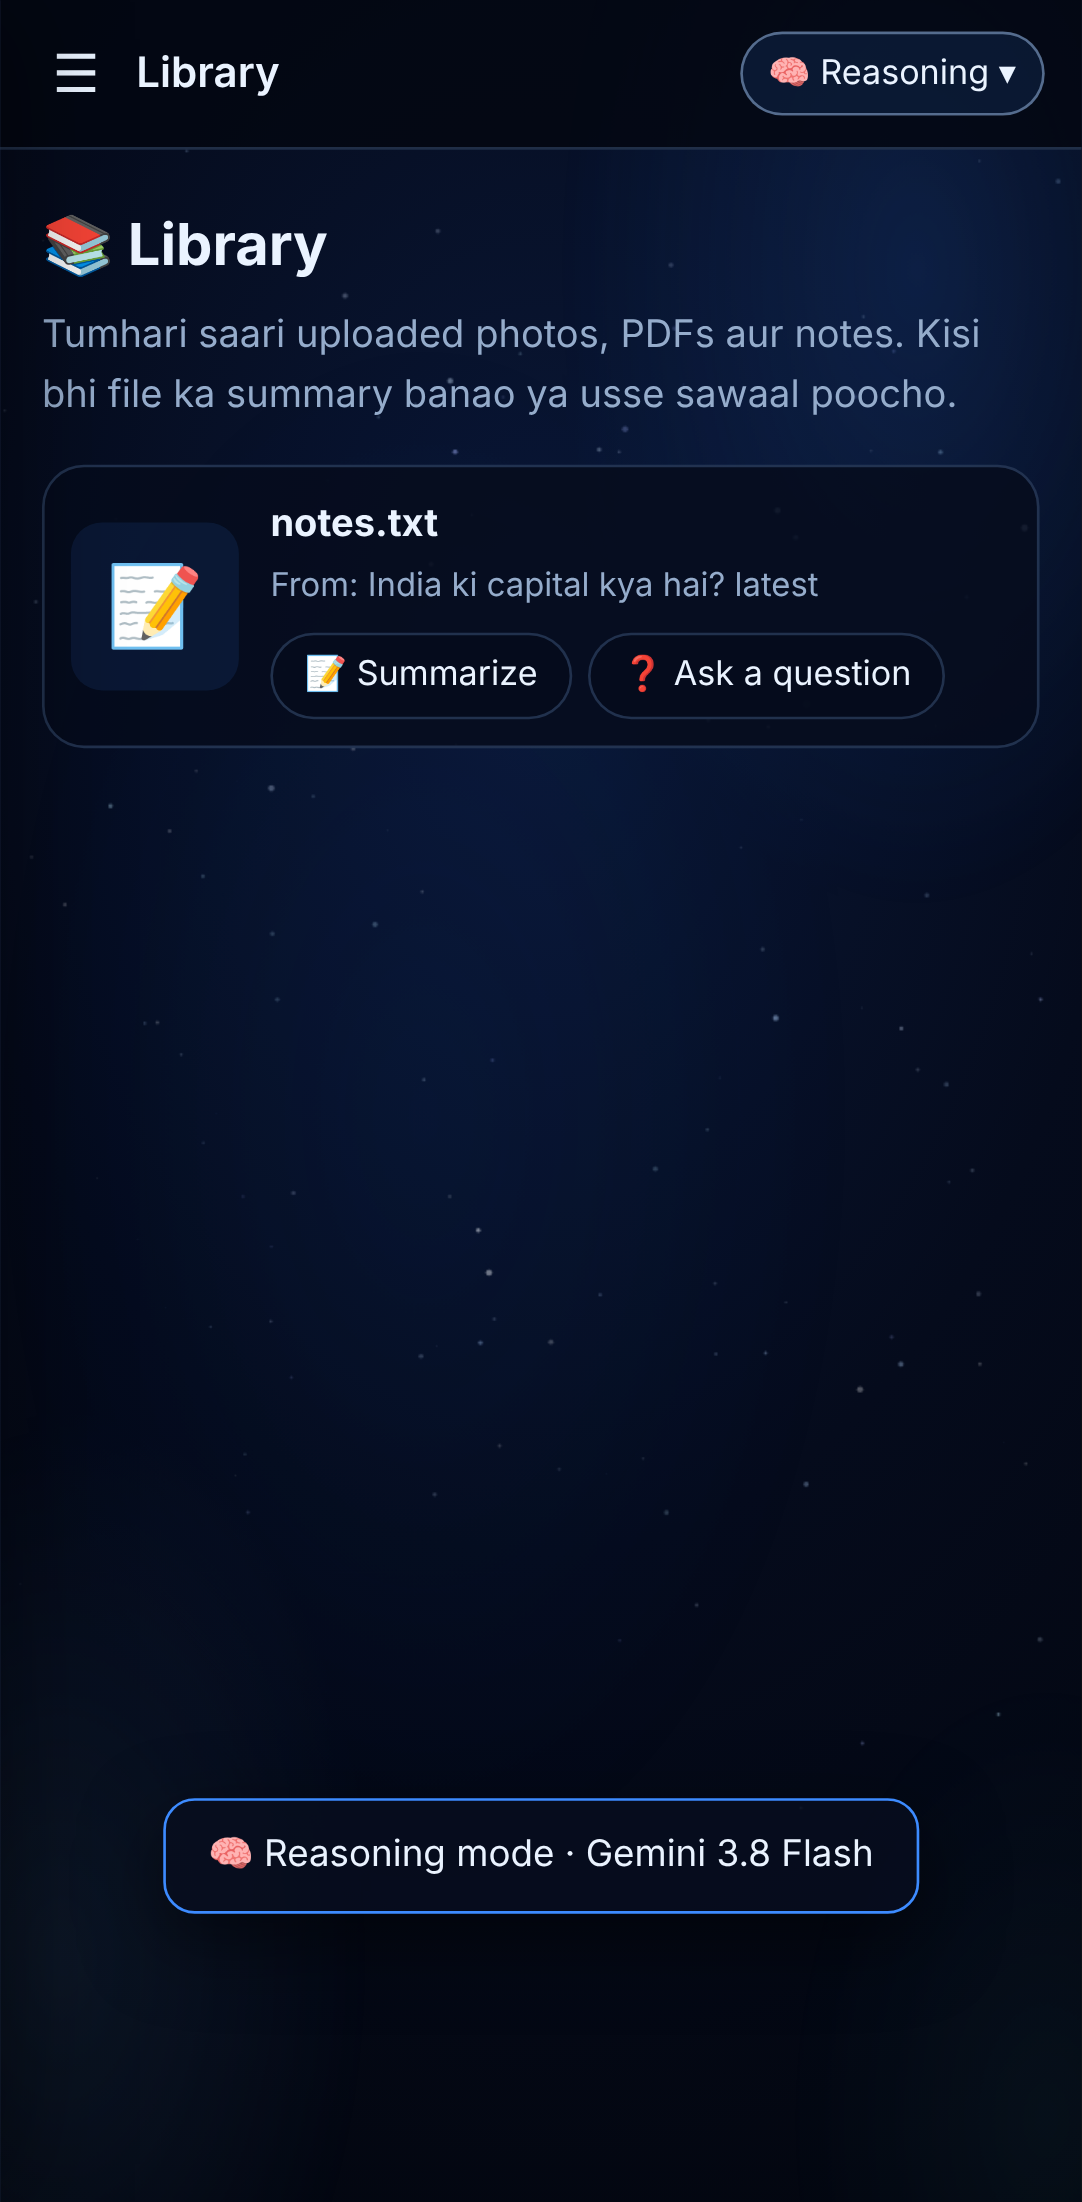 ☰ Library
🧠 Reasoning ▾
📚 Library
Tumhari saari uploaded photos, PDFs aur notes. Kisi
bhi file ka summary banao ya usse sawaal poocho.
notes.txt
From: India ki capital kya hai? latest
📝 Summarize
❓ Ask a question
🧠 Reasoning mode · Gemini 3.8 Flash